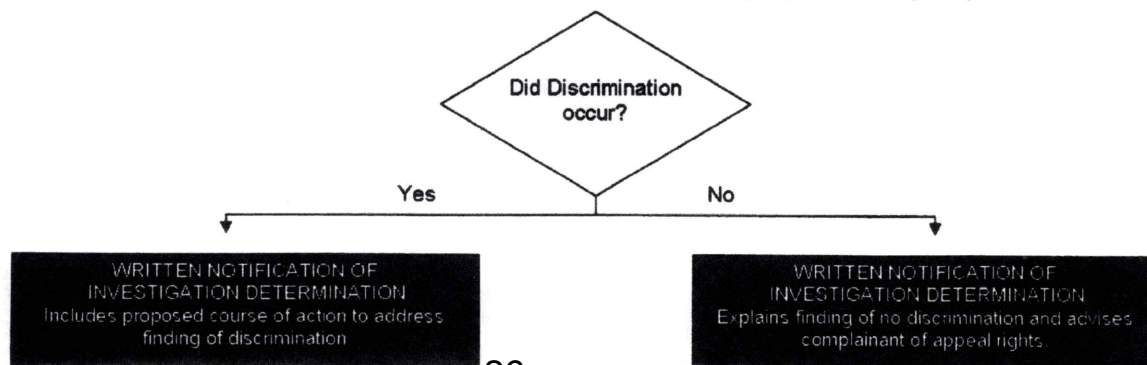 Did Discrimination
occur?
Yes
No
WRITTEN NOTIFICATION OF
INVESTIGATION DETERMINATION
Includes proposed course of action to address
finding of discrimination
WRITTEN NOTIFICATION OF
INVESTIGATION DETERMINATION
Explains finding of no discrimination and advises
complainant of appeal rights.